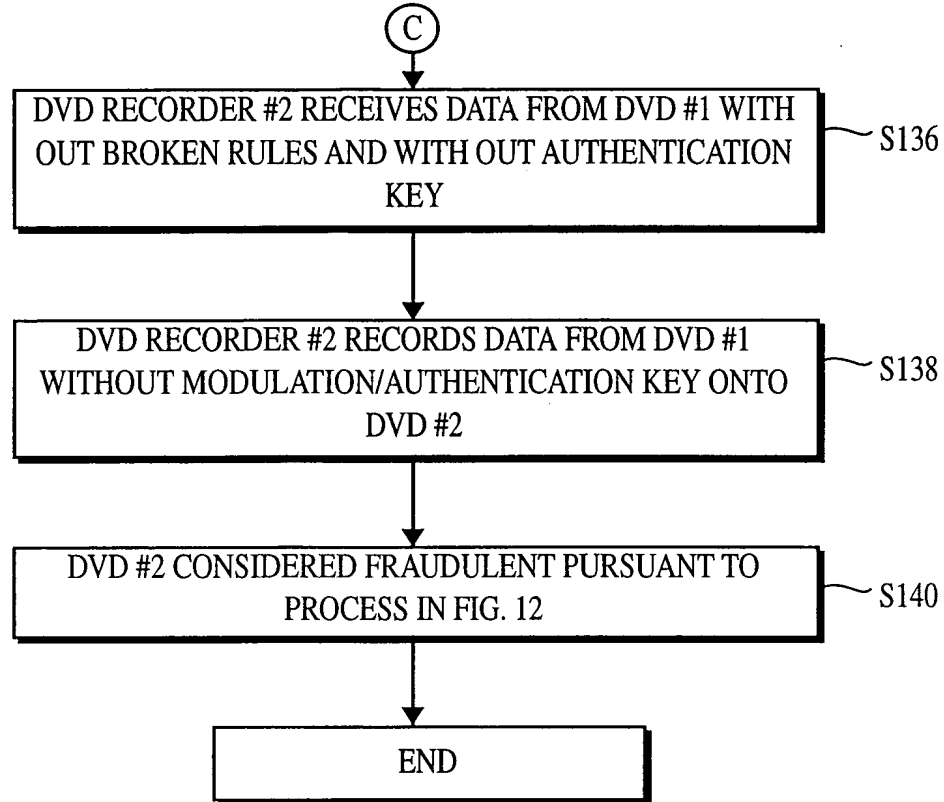 C
DVD RECORDER #2 RECEIVES DATA FROM DVD #1 WITH
OUT BROKEN RULES AND WITH OUT AUTHENTICATION
KEY
S136
DVD RECORDER #2 RECORDS DATA FROM DVD #1
WITHOUT MODULATION/AUTHENTICATION KEY ONTO
DVD #2
S138
DVD #2 CONSIDERED FRAUDULENT PURSUANT TO
PROCESS IN FIG. 12
S140
END